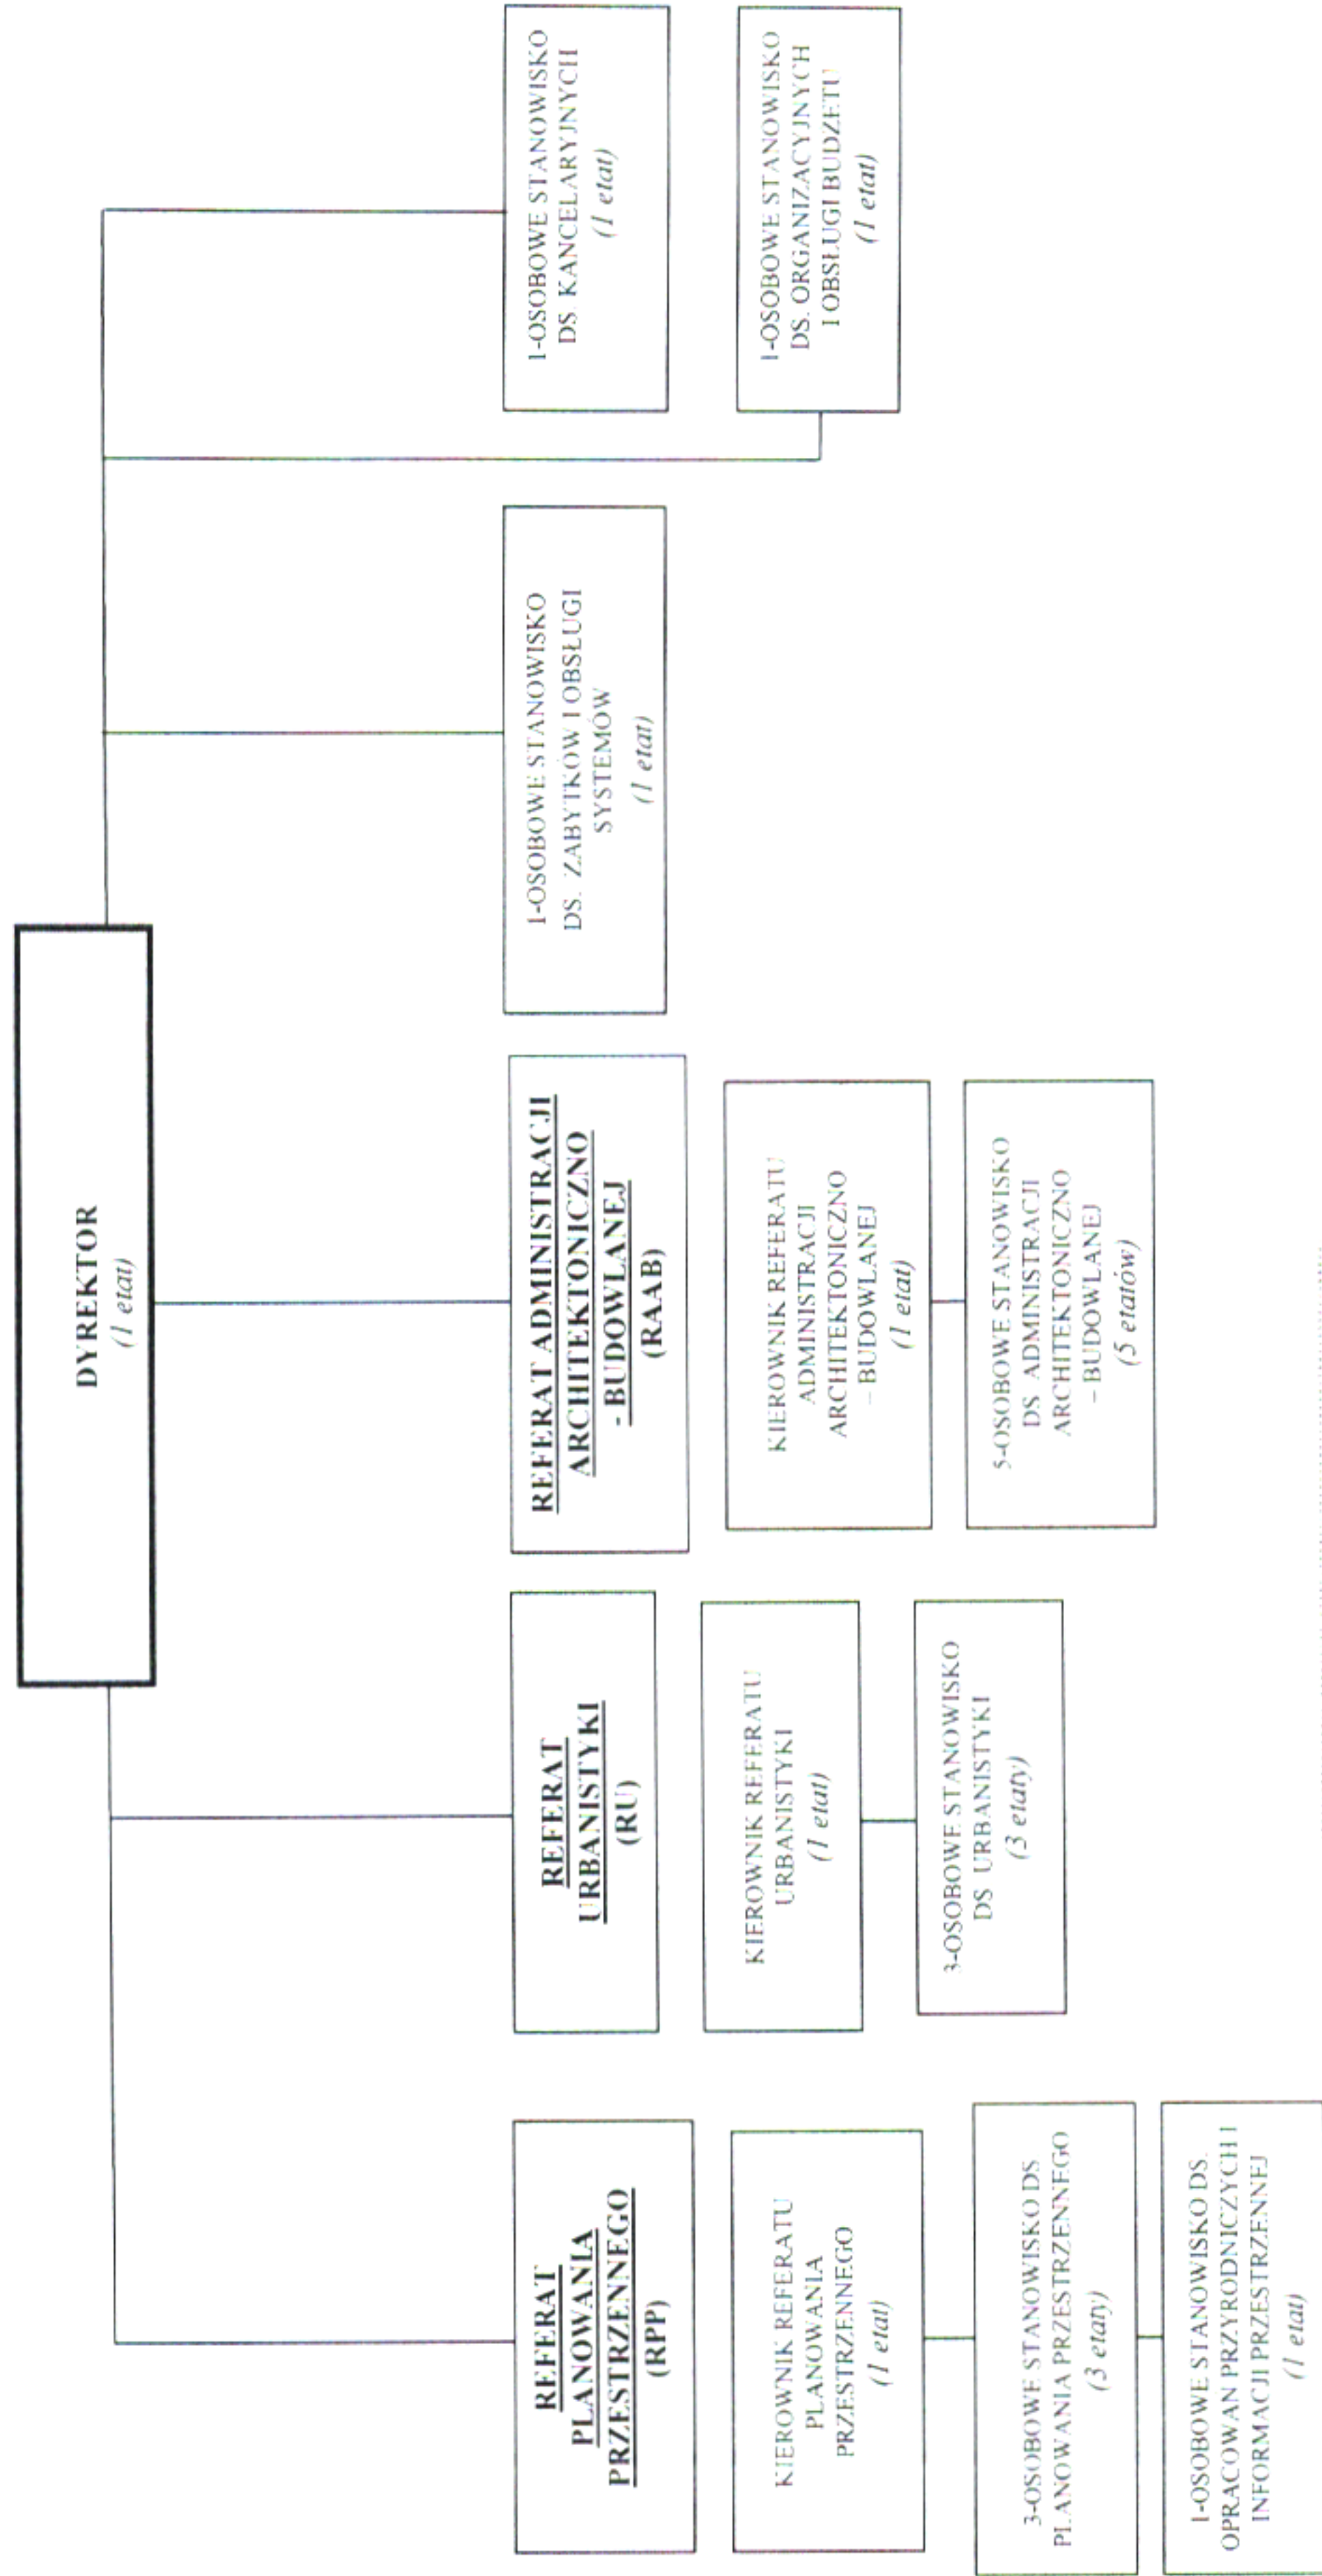 DYREKTOR
(1 etat)
REFERAT
PLANOWANIA
PRZESTRZENNEGO
(RPP)
KIEROWNIK REFERATU
PLANOWANIA
PRZESTRZENNEGO
(1 etat)
3-OSOBOWE STANOWISKO DS
PLANOWANIA PRZESTRZENNEGO
(3 etaty)
1-OSOBOWE STANOWISKO DS.
OPRACOWAN PRZYRODNICZYCH I
INFORMACJI PRZESTRZENNEJ
(1 etat)
REFERAT
URBANISTYKI
(RU)
KIEROWNIK REFERATU
URBANISTYKI
(1 etat)
3-OSOBOWE STANOWISKO
DS URBANISTYKI
(3 etaty)
REFERAT ADMINISTRACJI
ARCHITEKTONICZNO
- BUDOWLANEJ
(RAAB)
KIEROWNIK REFERATU
ADMINISTRACJI
ARCHITEKTONICZNO
– BUDOWLANEJ
(1 etat)
5-OSOBOWE STANOWISKO
DS ADMINISTRACJI
ARCHITEKTONICZNO
– BUDOWLANEJ
(5 etatów)
1-OSOBOWE STANOWISKO
DS. ZABYTKÓW I OBSŁUGI
SYSTEMÓW
(1 etat)
1-OSOBOWE STANOWISKO
DS. KANCELARYJNYCH
(1 etat)
1-OSOBOWE STANOWISKO
DS. ORGANIZACYJNYCH
I OBSŁUGI BUDŻETU
(1 etat)